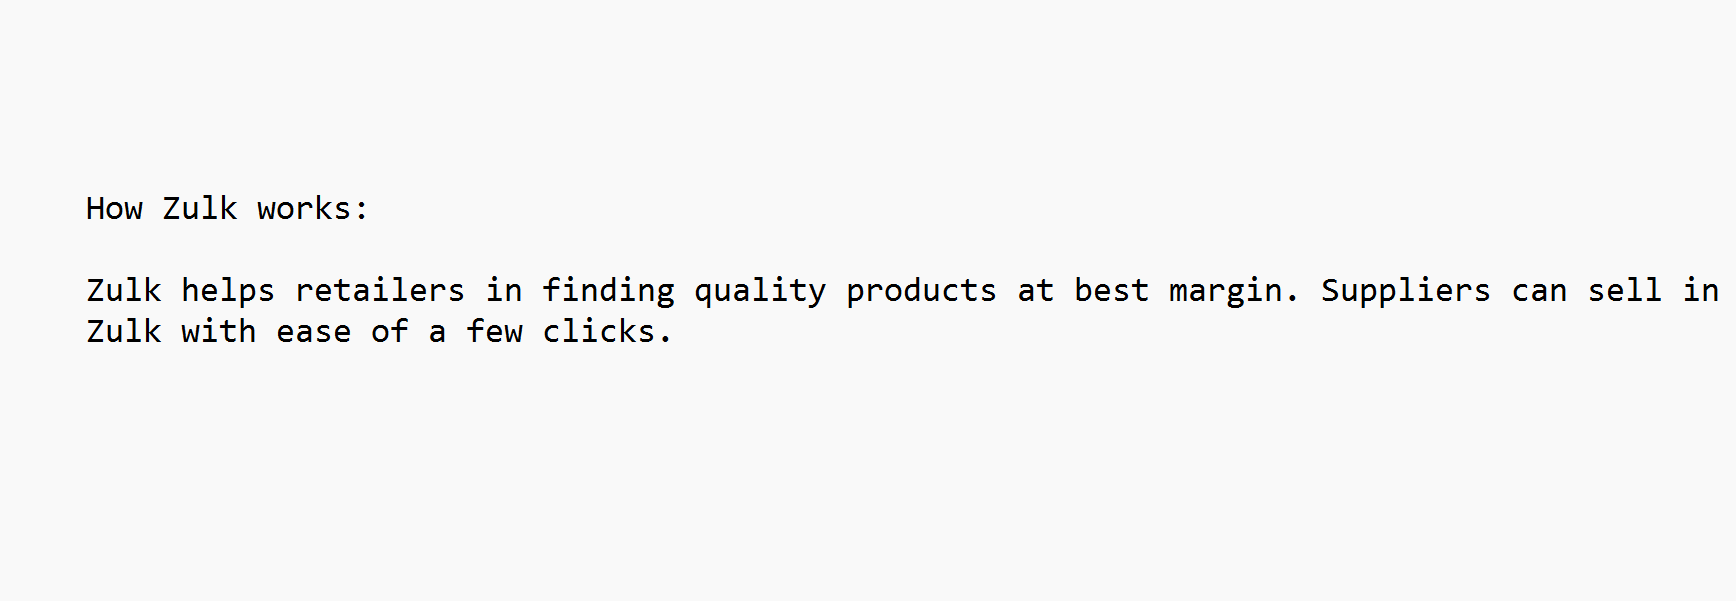 How Zulk works:
Zulk helps retailers in finding quality products at best margin. Suppliers can sell in
Zulk with ease of a few clicks.